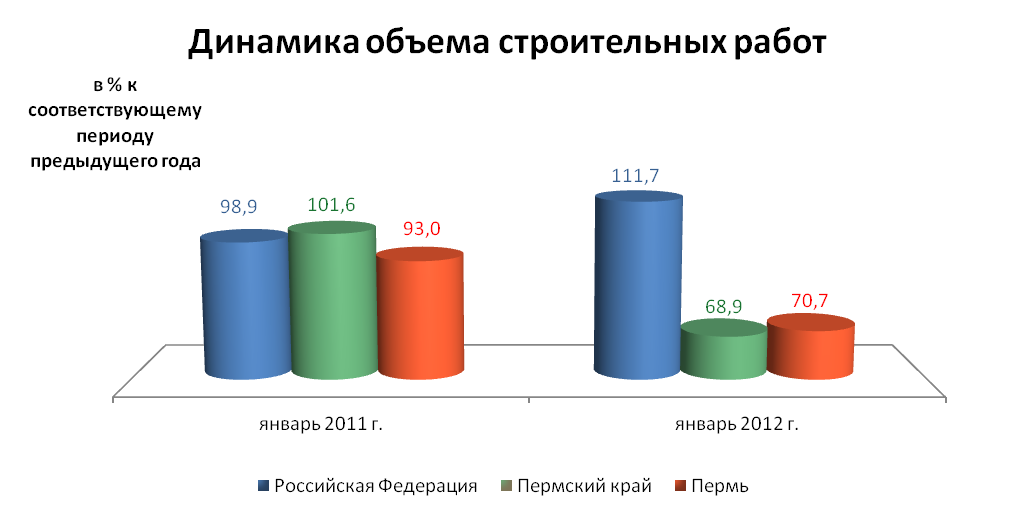 Динамика объема строительных работ
в % к
соответствующему
периоду
предыдущего года
98,9
101,6
93,0
111,7
68,9
70,7
январь 2011 г.
январь 2012 г.
Российская Федерация
Пермский край
Пермь